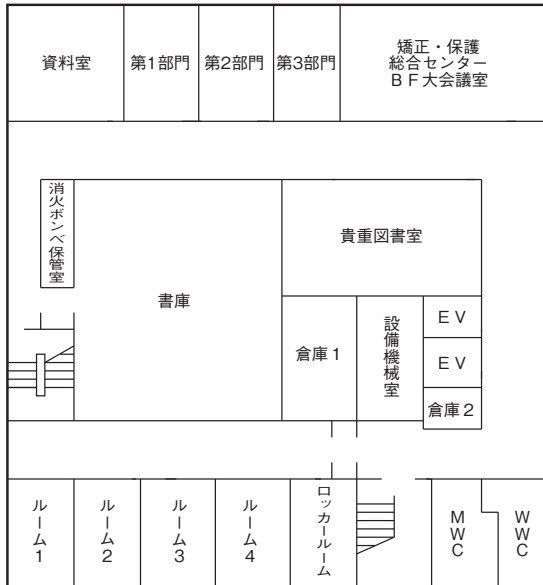 資料室
第1部門
第2部門
第3部門
矯正・保護
総合センター
ＢＦ大会議室
消火ボンベ保管室
書庫
貴重図書室
倉庫１
設備機械室
ＥＶ
ＥＶ
倉庫２
ルーム１
ルーム２
ルーム３
ルーム４
ロッカールーム
ＭＷＣ
ＷＷＣ